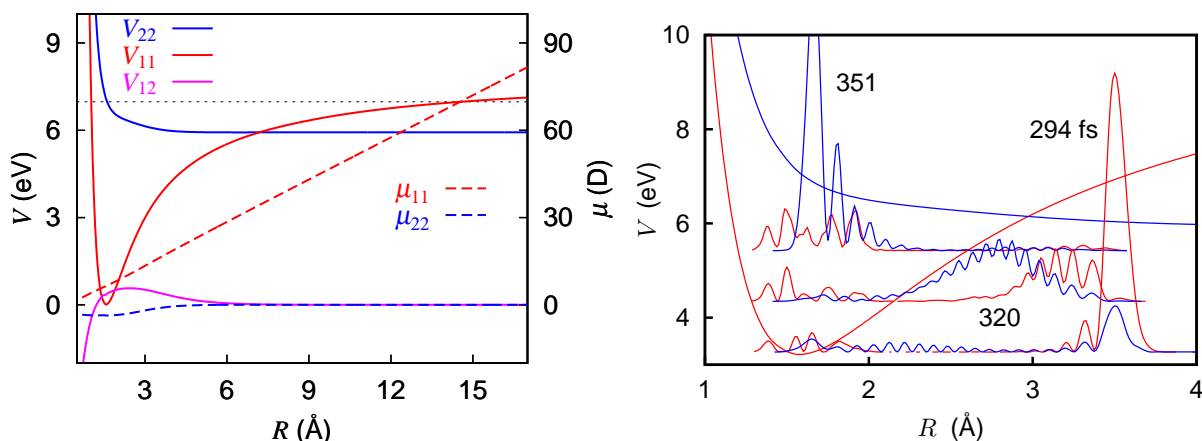 V₂₂
V₁₁
V₁₂
μ₁₁
μ₂₂
9
6
3
0
V (eV)
90
60
30
0
μ (D)
3 6 9 12 15
R (Å)
351
294 fs
320
10
8
6
4
V (eV)
1 2 3 4
R (Å)